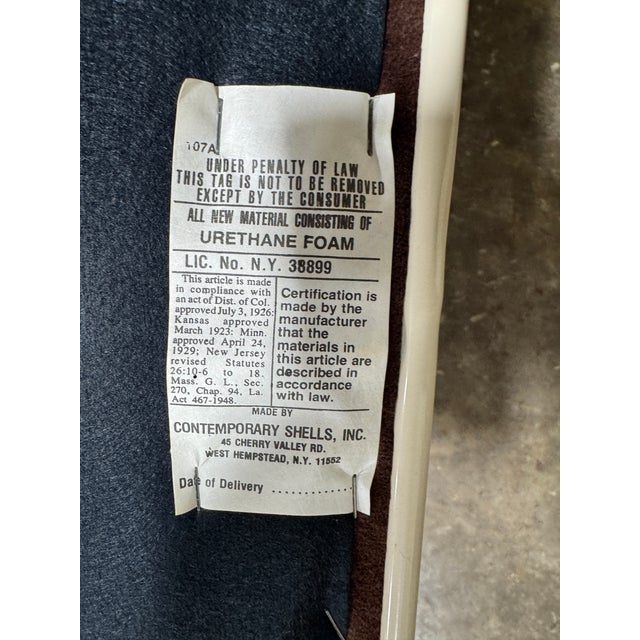 107A
UNDER PENALTY OF LAW
THIS TAG IS NOT TO BE REMOVED
EXCEPT BY THE CONSUMER
ALL NEW MATERIAL CONSISTING OF
URETHANE FOAM
LIC. No. N.Y. 38899
This article is made
in compliance with
an act of Dist. of Col.
approved July 3, 1926;
Kansas approved
March 1923; Minn.
approved April 24,
1929; New Jersey
revised Statutes
26:10-6 to 18.
Mass. G. L., Sec.
270, Chap. 94, La.
Act 467-1948.
Certification is
made by the
manufacturer
that the
materials in
this article are
described in
accordance
with law.
MADE BY
CONTEMPORARY SHELLS, INC.
45 CHERRY VALLEY RD.
WEST HEMPSTEAD, N.Y. 11552
Date of Delivery .............